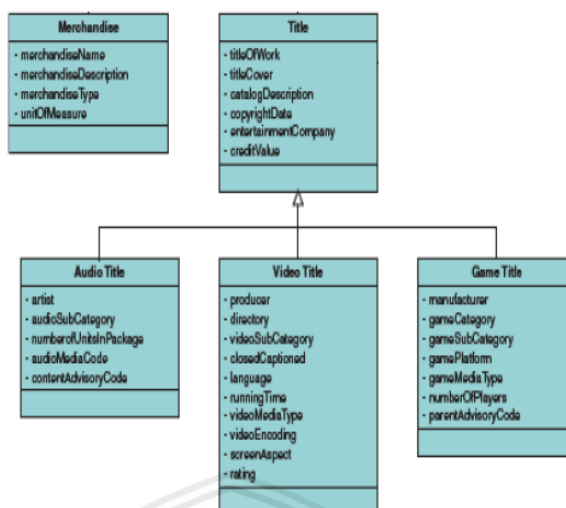 Merchandise
- merchandiseName
- merchandiseDescription
- merchandiseType
- unitOfMeasure
Title
- titleOfWork
- titleCover
- catalogDescription
- copyrightDate
- entertainmentCompany
- creditValue
Audio Title
- artist
- audioSubCategory
- numberofUnitsInPackage
- audioMediaCode
- contentAdvisoryCode
Video Title
- producer
- directory
- videoSubCategory
- closedCaptioned
- language
- runningTime
- videoMediaType
- videoEncoding
- screenAspect
- rating
Game Title
- manufacturer
- gameCategory
- gameSubCategory
- gamePlatform
- gameMediaType
- numberOfPlayers
- parentAdvisoryCode